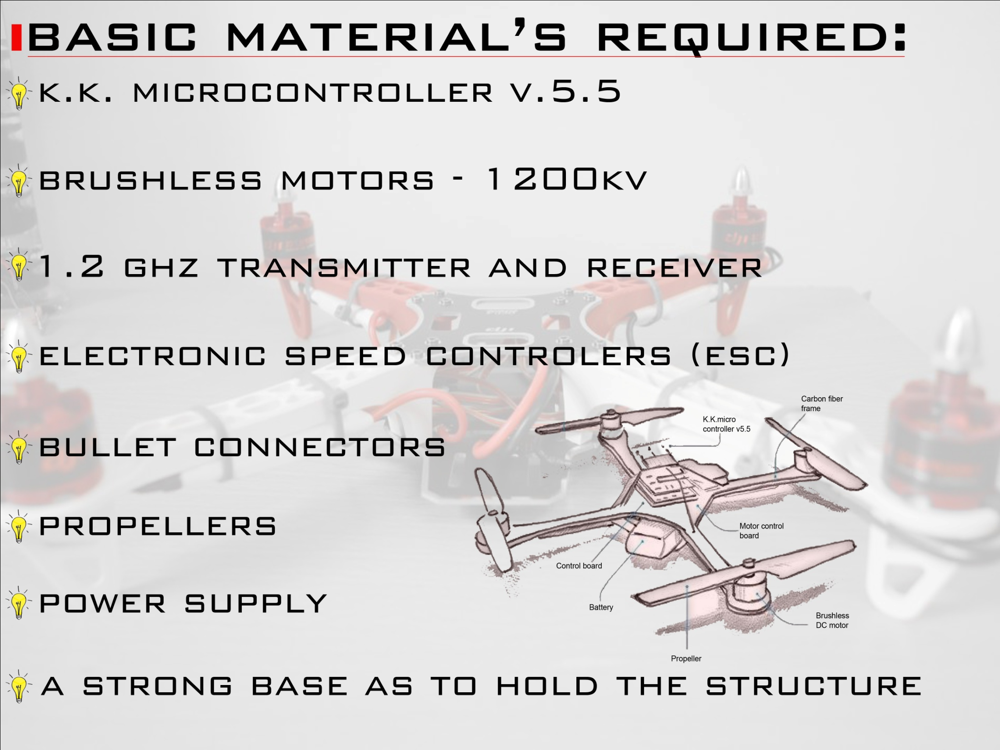 BASIC MATERIAL'S REQUIRED:
K.K. MICROCONTROLLER V.5.5
BRUSHLESS MOTORS - 1200KV
1.2 GHZ TRANSMITTER AND RECEIVER
ELECTRONIC SPEED CONTROLERS (ESC)
Carbon fiber
frame
K.K.micro
controller v5.5
BULLET CONNECTORS
PROPELLERS
Motor control
board
Control board
POWER SUPPLY
Battery
Brushless
DC motor
Propeller
A STRONG BASE AS TO HOLD THE STRUCTURE